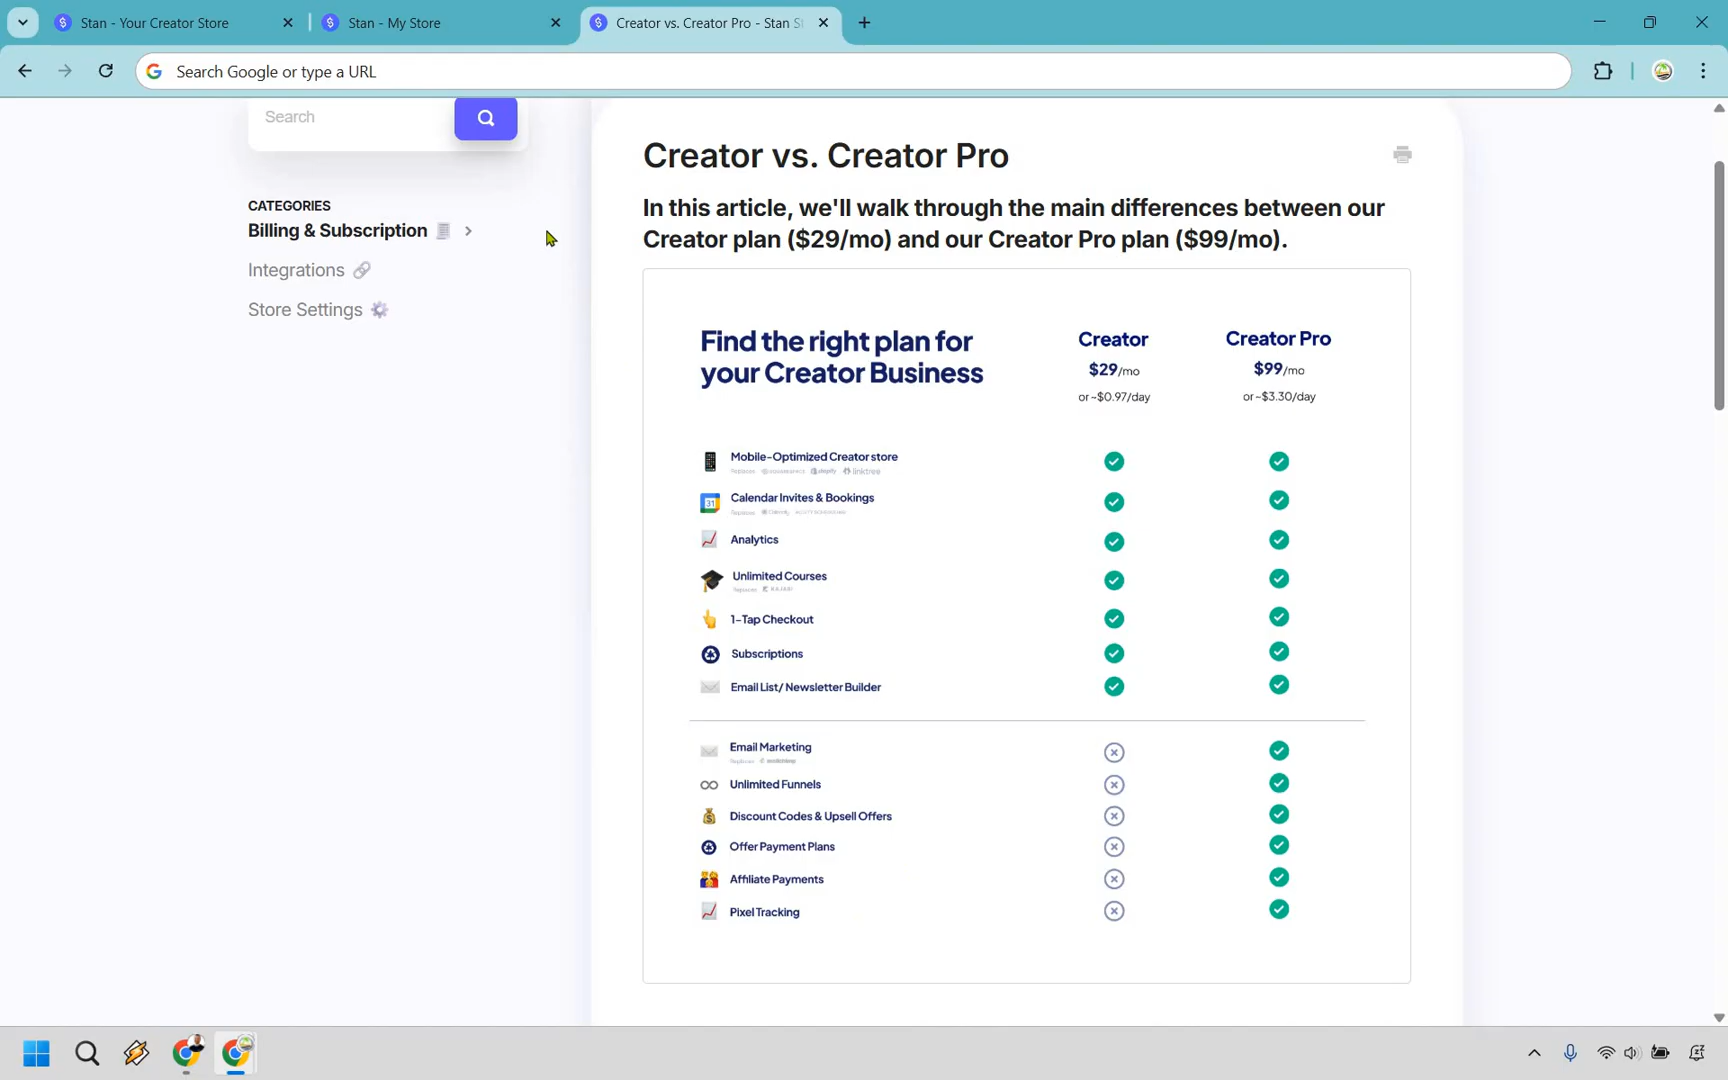 Stan - Your Creator Store
Stan - My Store
Creator vs. Creator Pro - Stan S
Search Google or type a URL
Search
CATEGORIES
Billing & Subscription
Integrations
Store Settings
Creator vs. Creator Pro
In this article, we'll walk through the main differences between our
Creator plan ($29/mo) and our Creator Pro plan ($99/mo).
Find the right plan for
your Creator Business
Creator
$29/mo
or ~$0.97/day
Creator Pro
$99/mo
or ~$3.30/day
Mobile-Optimized Creator store
shopify linktree
Calendar Invites & Bookings
31
Analytics
Unlimited Courses
1-Tap Checkout
Subscriptions
Email List/ Newsletter Builder
Email Marketing
Unlimited Funnels
Discount Codes & Upsell Offers
Offer Payment Plans
Affiliate Payments
Pixel Tracking